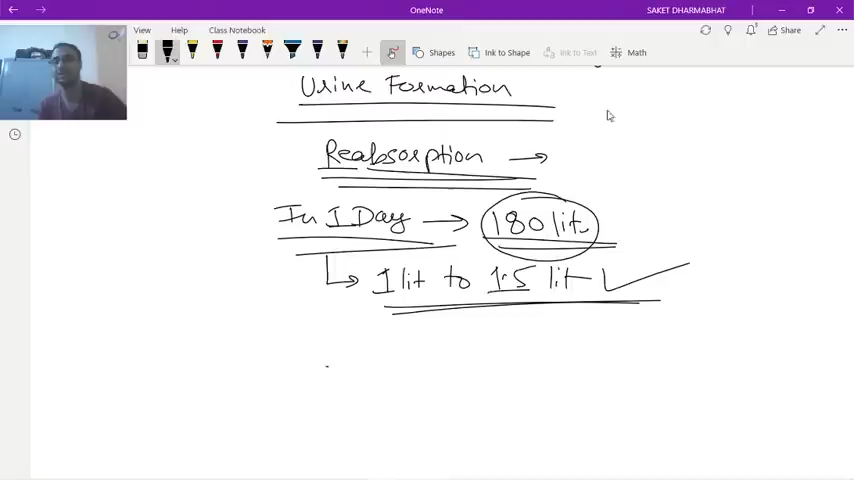 OneNote
SAKET DHARMABHAT
View Help Class Notebook
Share
Shapes Ink to Shape Ink to Text Math
Urine Formation
Reabsorption →
In 1 Day → 180 lit.
↳ 1 lit to 1.5 lit ✓